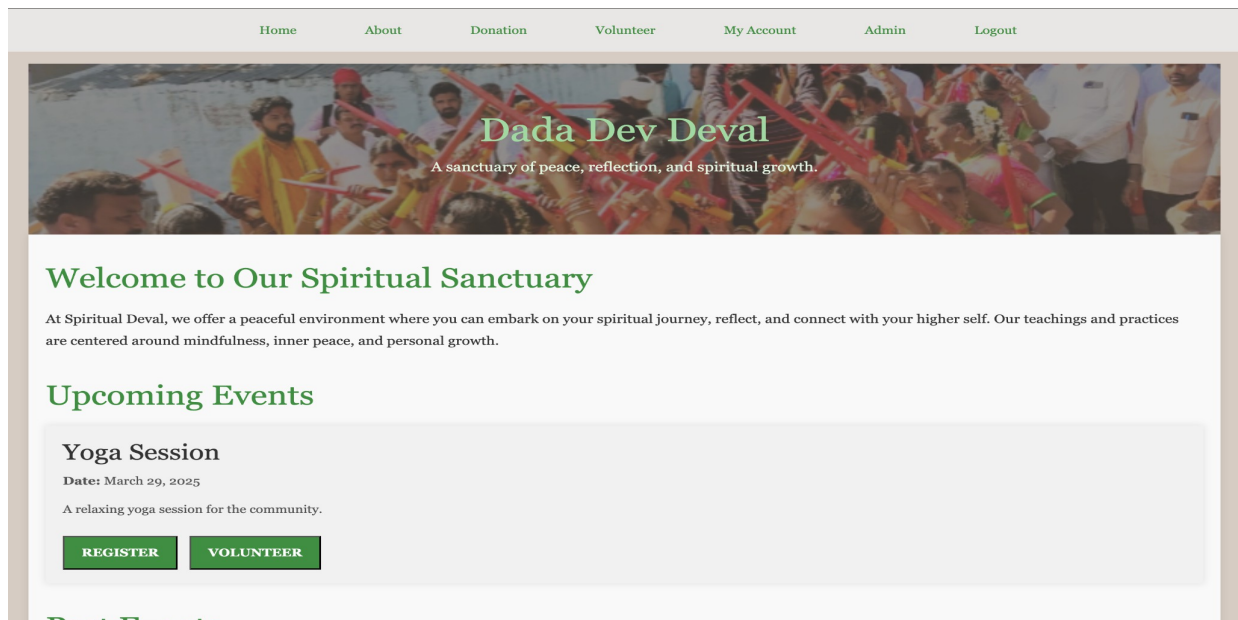 Home About Donation Volunteer My Account Admin Logout
Dada Dev Deval
A sanctuary of peace, reflection, and spiritual growth.
Welcome to Our Spiritual Sanctuary
At Spiritual Deval, we offer a peaceful environment where you can embark on your spiritual journey, reflect, and connect with your higher self. Our teachings and practices
are centered around mindfulness, inner peace, and personal growth.
Upcoming Events
Yoga Session
Date: March 29, 2025
A relaxing yoga session for the community.
REGISTER VOLUNTEER